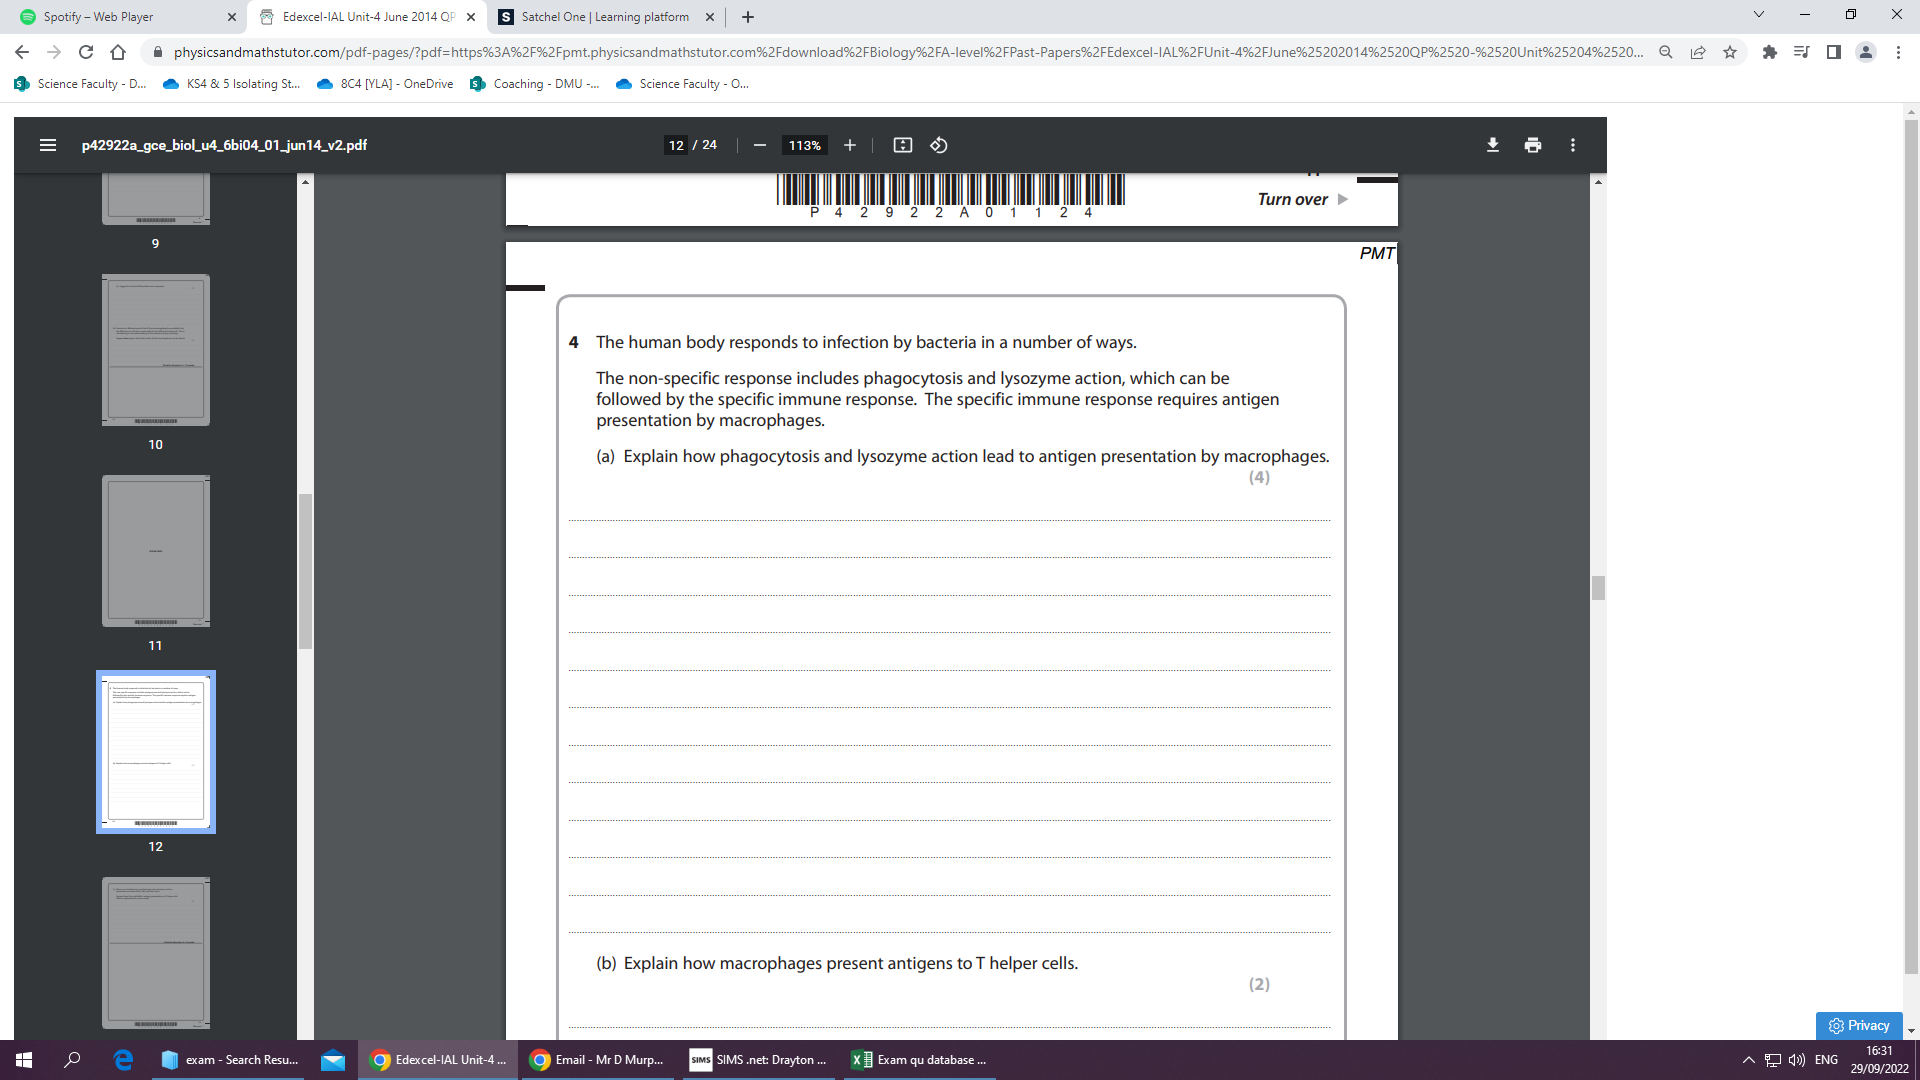 Spotify – Web Player
Edexcel-IAL Unit-4 June 2014 QP
Satchel One | Learning platform
physicsandmathstutor.com/pdf-pages/?pdf=https%3A%2F%2Fpmt.physicsandmathstutor.com%2Fdownload%2FBiology%2FA-level%2FPast-Papers%2FEdexcel-IAL%2FUnit-4%2FJune%25202014%2520QP%2520-%2520Unit%25204%2520...
Science Faculty - D...
KS4 & 5 Isolating St...
8C4 [YLA] - OneDrive
Coaching - DMU -...
Science Faculty - O...
p42922a_gce_biol_u4_6bi04_01_jun14_v2.pdf
12 / 24
113%
9
10
11
12
Turn over
P 4 2 9 2 2 A 0 1 1 2 4
PMT
4 The human body responds to infection by bacteria in a number of ways.
The non-specific response includes phagocytosis and lysozyme action, which can be
followed by the specific immune response. The specific immune response requires antigen
presentation by macrophages.
(a) Explain how phagocytosis and lysozyme action lead to antigen presentation by macrophages.
(4)
(b) Explain how macrophages present antigens to T helper cells.
(2)
Privacy
exam - Search Resu...
Edexcel-IAL Unit-4 ...
Email - Mr D Murp...
SIMS
SIMS .net: Drayton ...
Exam qu database ...
ENG
16:31
29/09/2022